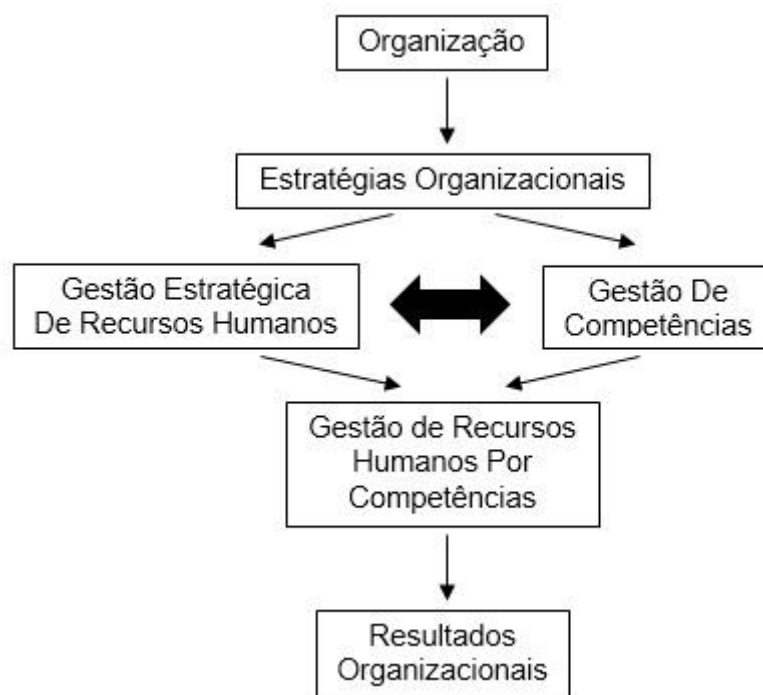 Organização
Estratégias Organizacionais
Gestão Estratégica
De Recursos Humanos
Gestão De
Competências
Gestão de Recursos
Humanos Por
Competências
Resultados
Organizacionais